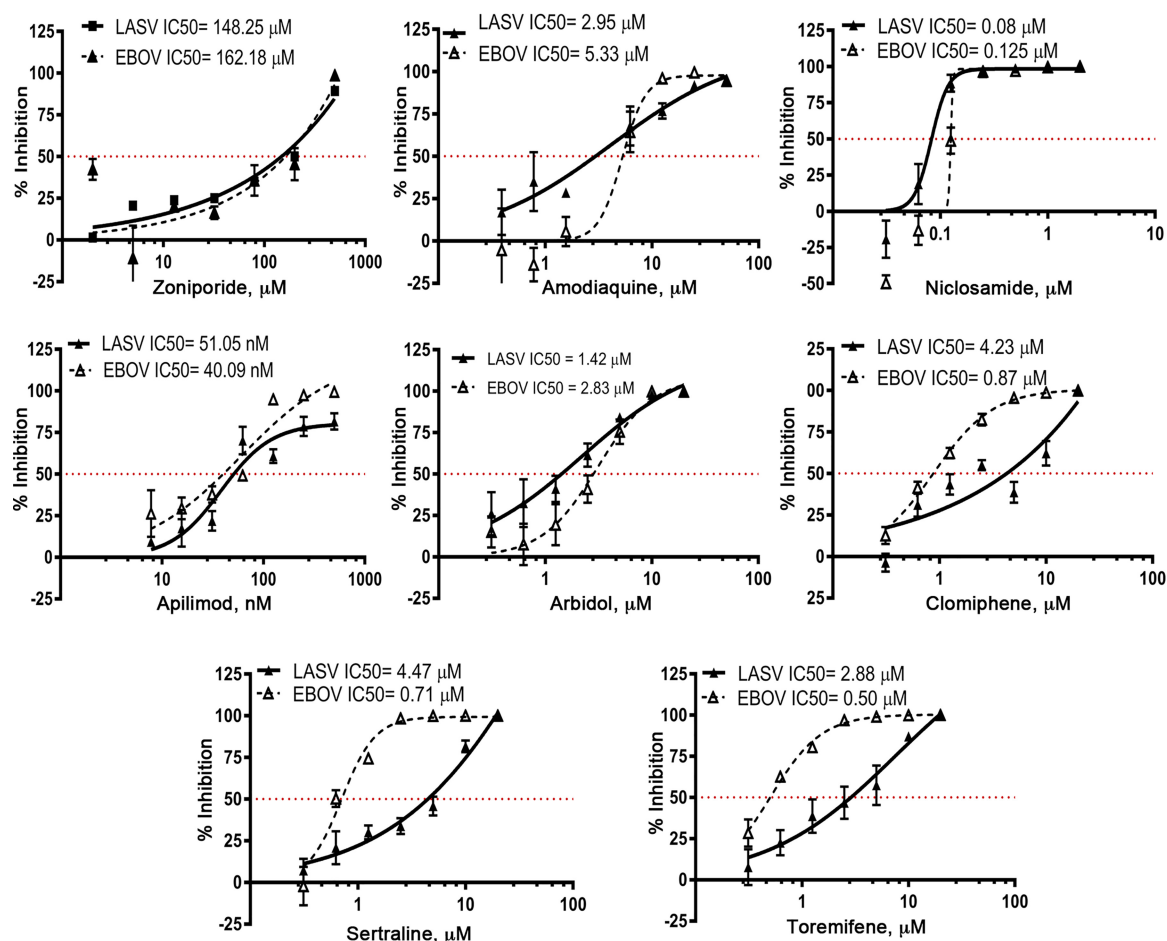 LASV IC50= 148.25 µM
EBOV IC50= 162.18 µM
125
100
75
50
25
0
-25
% Inhibition
1
10
100
1000
Zoniporide, µM
LASV IC50= 2.95 µM
EBOV IC50= 5.33 µM
125
100
75
50
25
0
-25
% Inhibition
1
10
100
Amodiaquine, µM
LASV IC50= 0.08 µM
EBOV IC50= 0.125 µM
125
100
75
50
25
0
-25
-50
% Inhibition
0.1
1
10
Niclosamide, µM
LASV IC50= 51.05 nM
EBOV IC50= 40.09 nM
125
100
75
50
25
0
-25
% Inhibition
10
100
1000
Apilimod, nM
LASV IC50 = 1.42 µM
EBOV IC50 = 2.83 µM
125
100
75
50
25
0
-25
% Inhibition
1
10
100
Arbidol, µM
LASV IC50= 4.23 µM
EBOV IC50= 0.87 µM
25
00
75
50
25
0
25
% Inhibition
1
10
100
Clomiphene, µM
LASV IC50= 4.47 µM
EBOV IC50= 0.71 µM
125
100
75
50
25
0
-25
% Inhibition
1
10
100
Sertraline, µM
LASV IC50= 2.88 µM
EBOV IC50= 0.50 µM
125
100
75
50
25
0
-25
% Inhibition
1
10
100
Toremifene, µM